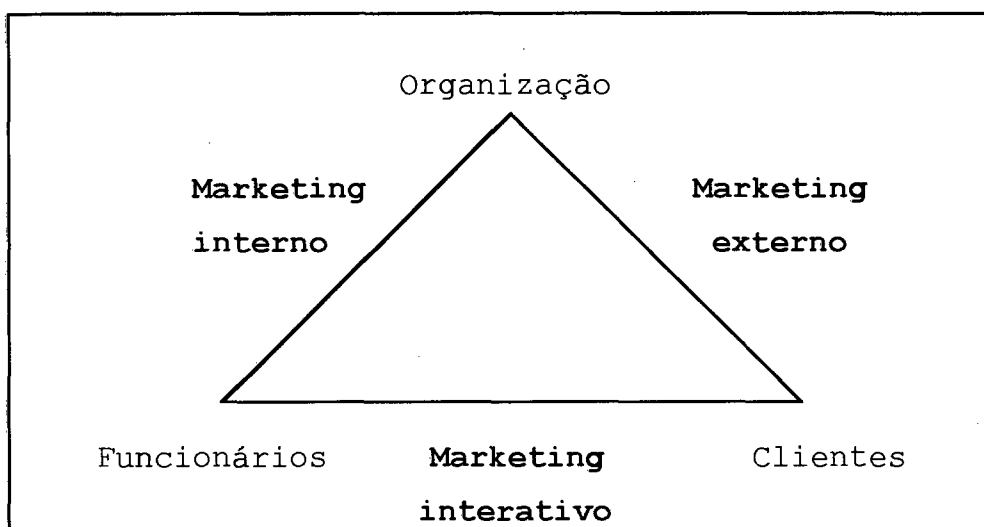 Organização
Marketing
interno
Marketing
externo
Funcionários
Marketing
interativo
Clientes